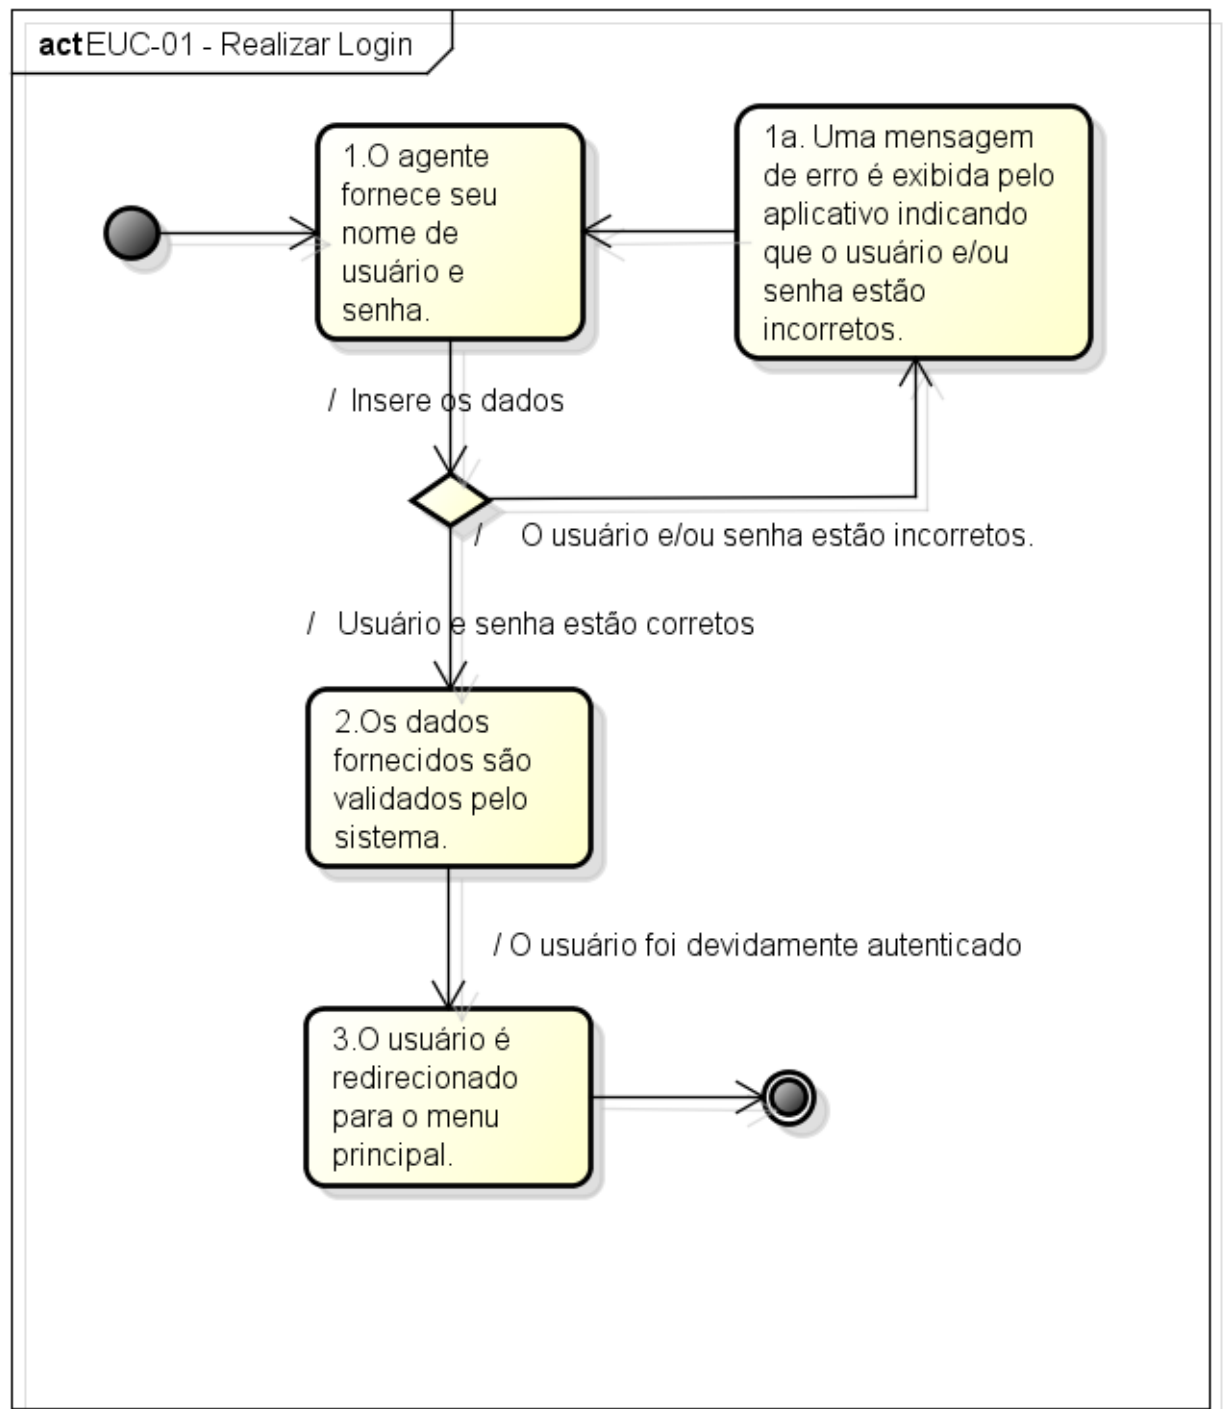 act EUC-01 - Realizar Login
1.O agente
fornece seu
nome de
usuário e
senha.
1a. Uma mensagem
de erro é exibida pelo
aplicativo indicando
que o usuário e/ou
senha estão
incorretos.
/ Insere os dados
/ O usuário e/ou senha estão incorretos.
/ Usuário e senha estão corretos
2.Os dados
fornecidos são
validados pelo
sistema.
/ O usuário foi devidamente autenticado
3.O usuário é
redirecionado
para o menu
principal.